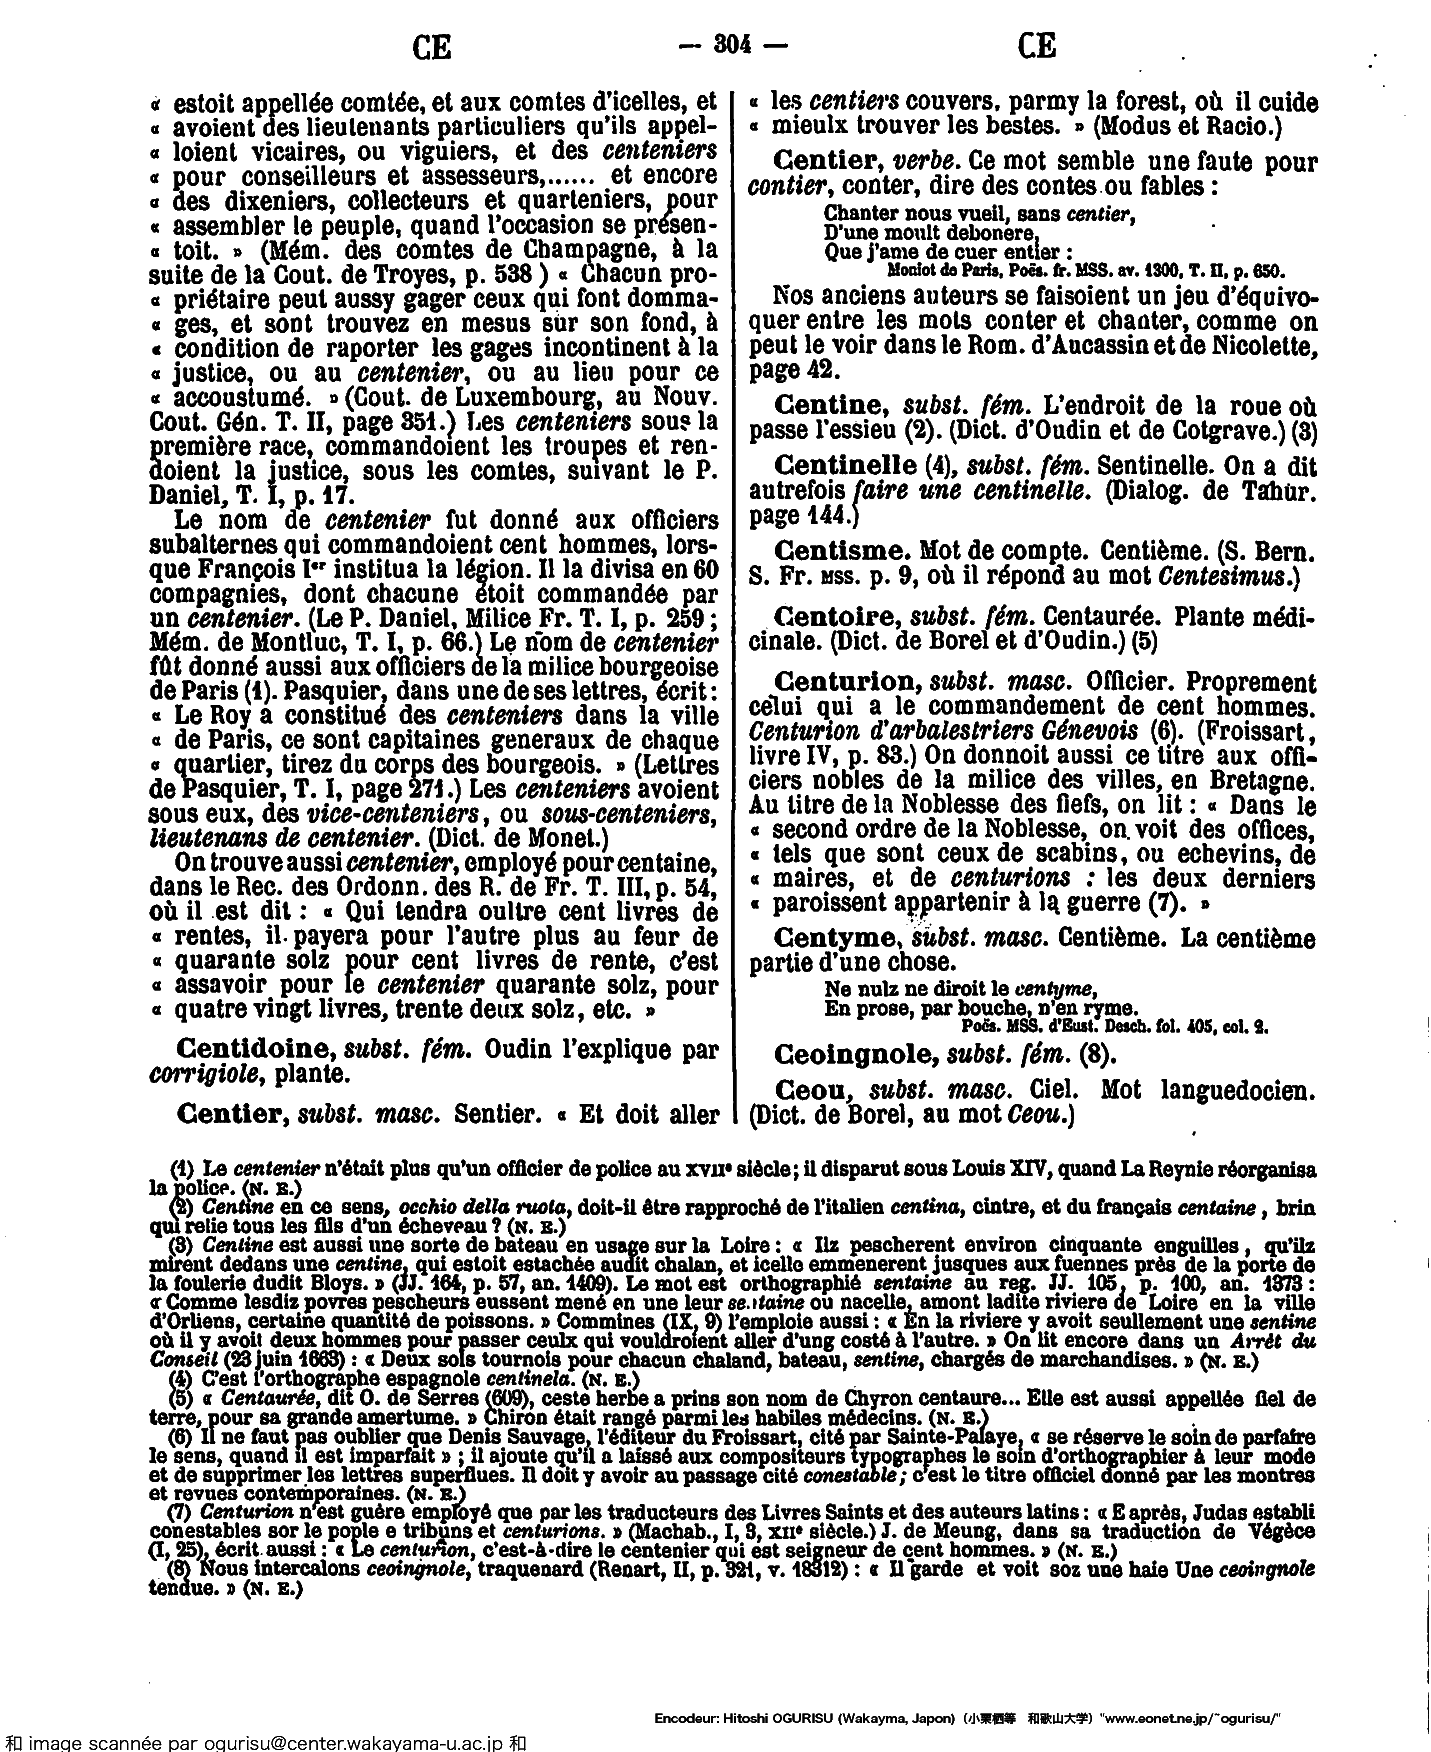 CE — 304 — CE
« estoit appellée comtée, et aux comtes d'icelles, et
« avoient des lieutenants particuliers qu'ils appel-
« loient vicaires, ou viguiers, et des centeniers
« pour conseilleurs et assesseurs,...... et encore
« des dixeniers, collecteurs et quarteniers, pour
« assembler le peuple, quand l'occasion se présen-
« toit. » (Mém. des comtes de Champagne, à la
suite de la Cout. de Troyes, p. 538 ) « Chacun pro-
« priétaire peut aussy gager ceux qui font domma-
« ges, et sont trouvez en mesus sur son fond, à
« condition de raporter les gages incontinent à la
« justice, ou au centenier, ou au lieu pour ce
« accoustumé. » (Cout. de Luxembourg, au Nouv.
Cout. Gén. T. II, page 351.) Les centeniers sous la
première race, commandoient les troupes et ren-
doient la justice, sous les comtes, suivant le P.
Daniel, T. I, p. 17.
Le nom de centenier fut donné aux officiers
subalternes qui commandoient cent hommes, lors-
que François Ier institua la légion. Il la divisa en 60
compagnies, dont chacune étoit commandée par
un centenier. (Le P. Daniel, Milice Fr. T. I, p. 259 ;
Mém. de Montluc, T. I, p. 66.) Le nom de centenier
fût donné aussi aux officiers de la milice bourgeoise
de Paris (1). Pasquier, dans une de ses lettres, écrit :
« Le Roy a constitué des centeniers dans la ville
« de Paris, ce sont capitaines generaux de chaque
« quartier, tirez du corps des bourgeois. » (Lettres
de Pasquier, T. I, page 271.) Les centeniers avoient
sous eux, des vice-centeniers, ou sous-centeniers,
lieutenans de centenier. (Dict. de Monet.)
On trouve aussi centenier, employé pour centaine,
dans le Rec. des Ordonn. des R. de Fr. T. III, p. 54,
où il est dit : « Qui tendra oultre cent livres de
« rentes, il payera pour l'autre plus au feur de
« quarante solz pour cent livres de rente, c'est
« assavoir pour le centenier quarante solz, pour
« quatre vingt livres, trente deux solz, etc. »
Centidoine, subst. fém. Oudin l'explique par
corrigiole, plante.
Centier, subst. masc. Sentier. « Et doit aller
« les centiers couvers, parmy la forest, où il cuide
« mieulx trouver les bestes. » (Modus et Racio.)
Centier, verbe. Ce mot semble une faute pour
contier, conter, dire des contes ou fables :
Chanter nous vueil, sans centier,
D'une moult debonere,
Que j'ame de cuer entier :
Moniot de Paris, Poës. fr. MSS. av. 1300, T. II, p. 650.
Nos anciens auteurs se faisoient un jeu d'équivo-
quer entre les mots conter et chanter, comme on
peut le voir dans le Rom. d'Aucassin et de Nicolette,
page 42.
Centine, subst. fém. L'endroit de la roue où
passe l'essieu (2). (Dict. d'Oudin et de Cotgrave.) (3)
Centinelle (4), subst. fém. Sentinelle. On a dit
autrefois faire une centinelle. (Dialog. de Tahur.
page 144.)
Centisme. Mot de compte. Centième. (S. Bern.
S. Fr. MSS. p. 9, où il répond au mot Centesimus.)
Centoire, subst. fém. Centaurée. Plante médi-
cinale. (Dict. de Borel et d'Oudin.) (5)
Centurion, subst. masc. Officier. Proprement
celui qui a le commandement de cent hommes.
Centurion d'arbalestriers Génevois (6). (Froissart,
livre IV, p. 83.) On donnoit aussi ce titre aux offi-
ciers nobles de la milice des villes, en Bretagne.
Au titre de la Noblesse des fiefs, on lit : « Dans le
« second ordre de la Noblesse, on voit des offices,
« tels que sont ceux de scabins, ou echevins, de
« maires, et de centurions : les deux derniers
« paroissent appartenir à la guerre (7). »
Centyme, subst. masc. Centième. La centième
partie d'une chose.
Ne nulz ne diroit le centyme,
En prose, par bouche, n'en ryme.
Poës. MSS. d'Eust. Desch. fol. 405, col. 2.
Ceoingnole, subst. fém. (8).
Ceou, subst. masc. Ciel. Mot languedocien.
(Dict. de Borel, au mot Ceou.)
(1) Le centenier n'était plus qu'un officier de police au XVIIe siècle ; il disparut sous Louis XIV, quand La Reynie réorganisa
la police. (N. E.)
(2) Centine en ce sens, occhio della ruota, doit-il être rapproché de l'italien centina, cintre, et du français centaine, brin
qui relie tous les fils d'un écheveau ? (N. E.)
(3) Centine est aussi une sorte de bateau en usage sur la Loire : « Ilz pescherent environ cinquante enguilles, qu'ilz
mirent dedans une centine, qui estoit estachée audit chalan, et icelle emmenerent jusques aux fuennes près de la porte de
la foulerie dudit Bloys. » (JJ. 164, p. 57, an. 1409). Le mot est orthographié sentaine au reg. JJ. 105, p. 100, an. 1373 :
« Comme lesdiz povres pescheurs eussent mené en une leur sentaine ou nacelle, amont ladite riviere de Loire en la ville
d'Orliens, certaine quantité de poissons. » Commines (IX, 9) l'emploie aussi : « En la riviere y avoit seullement une sentine
où il y avoit deux hommes pour passer ceulx qui vouldroient aller d'ung costé à l'autre. » On lit encore dans un Arrêt du
Conseil (23 juin 1663) : « Deux sols tournois pour chacun chaland, bateau, sentine, chargés de marchandises. » (N. E.)
(4) C'est l'orthographe espagnole centinela. (N. E.)
(5) « Centaurée, dit O. de Serres (609), ceste herbe a prins son nom de Chyron centaure... Elle est aussi appellée fiel de
terre, pour sa grande amertume. » Chiron était rangé parmi les habiles médecins. (N. E.)
(6) Il ne faut pas oublier que Denis Sauvage, l'éditeur du Froissart, cité par Sainte-Palaye, « se réserve le soin de parfaire
le sens, quand il est imparfait » ; il ajoute qu'il a laissé aux compositeurs typographes le soin d'orthographier à leur mode
et de supprimer les lettres superflues. Il doit y avoir au passage cité conestable ; c'est le titre officiel donné par les montres
et revues contemporaines. (N. E.)
(7) Centurion n'est guère employé que par les traducteurs des Livres Saints et des auteurs latins : « E après, Judas establi
conestables sor le pople e tribuns et centurions. » (Machab., I, 3, XIIe siècle.) J. de Meung, dans sa traduction de Végèce
(I, 25), écrit aussi : « Le centurion, c'est-à-dire le centenier qui est seigneur de cent hommes. » (N. E.)
(8) Nous intercalons ceoingnole, traquenard (Renart, II, p. 321, v. 18312) : « Il garde et voit soz une haie Une ceoingnole
tendue. » (N. E.)
Encodeur: Hitoshi OGURISU (Wakayma, Japon) (小栗栖等 和歌山大学) "www.eonet.ne.jp/~ogurisu/"
和 image scannée par ogurisu@center.wakayama-u.ac.jp 和